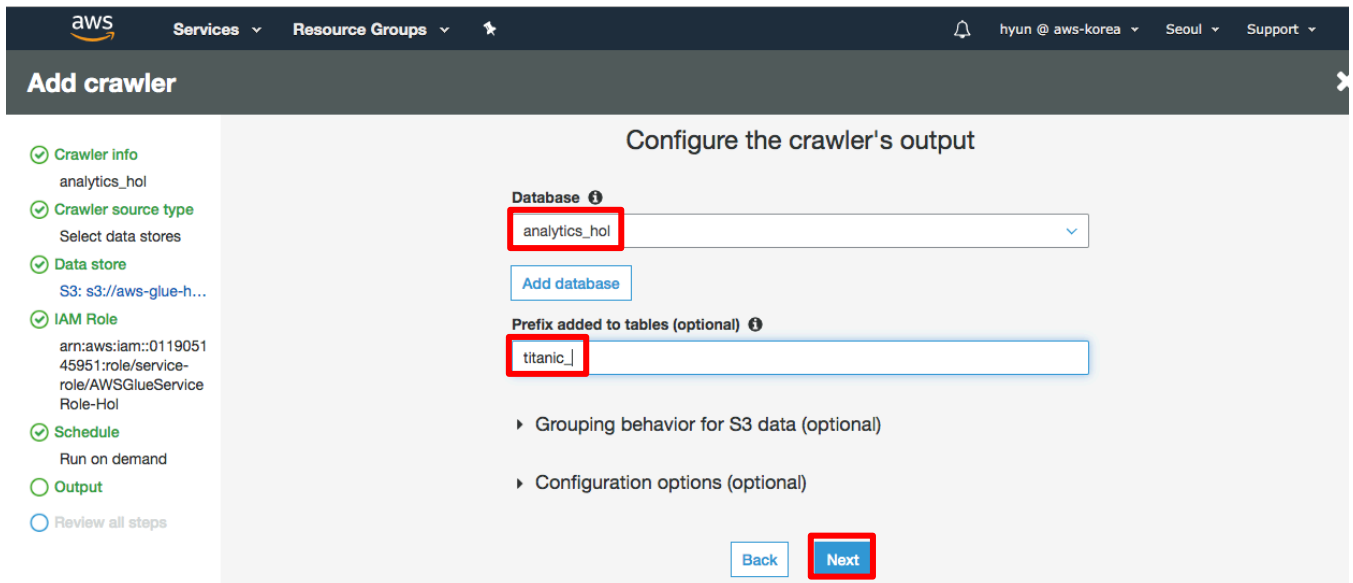 aws
Services
Resource Groups
hyun @ aws-korea
Seoul
Support
Add crawler
Crawler info
analytics_hol
Crawler source type
Select data stores
Data store
S3: s3://aws-glue-h...
IAM Role
arn:aws:iam::0119051
45951:role/service-
role/AWSGlueService
Role-Hol
Schedule
Run on demand
Output
Review all steps
Configure the crawler's output
Database
analytics_hol
Add database
Prefix added to tables (optional)
titanic_
Grouping behavior for S3 data (optional)
Configuration options (optional)
Back
Next